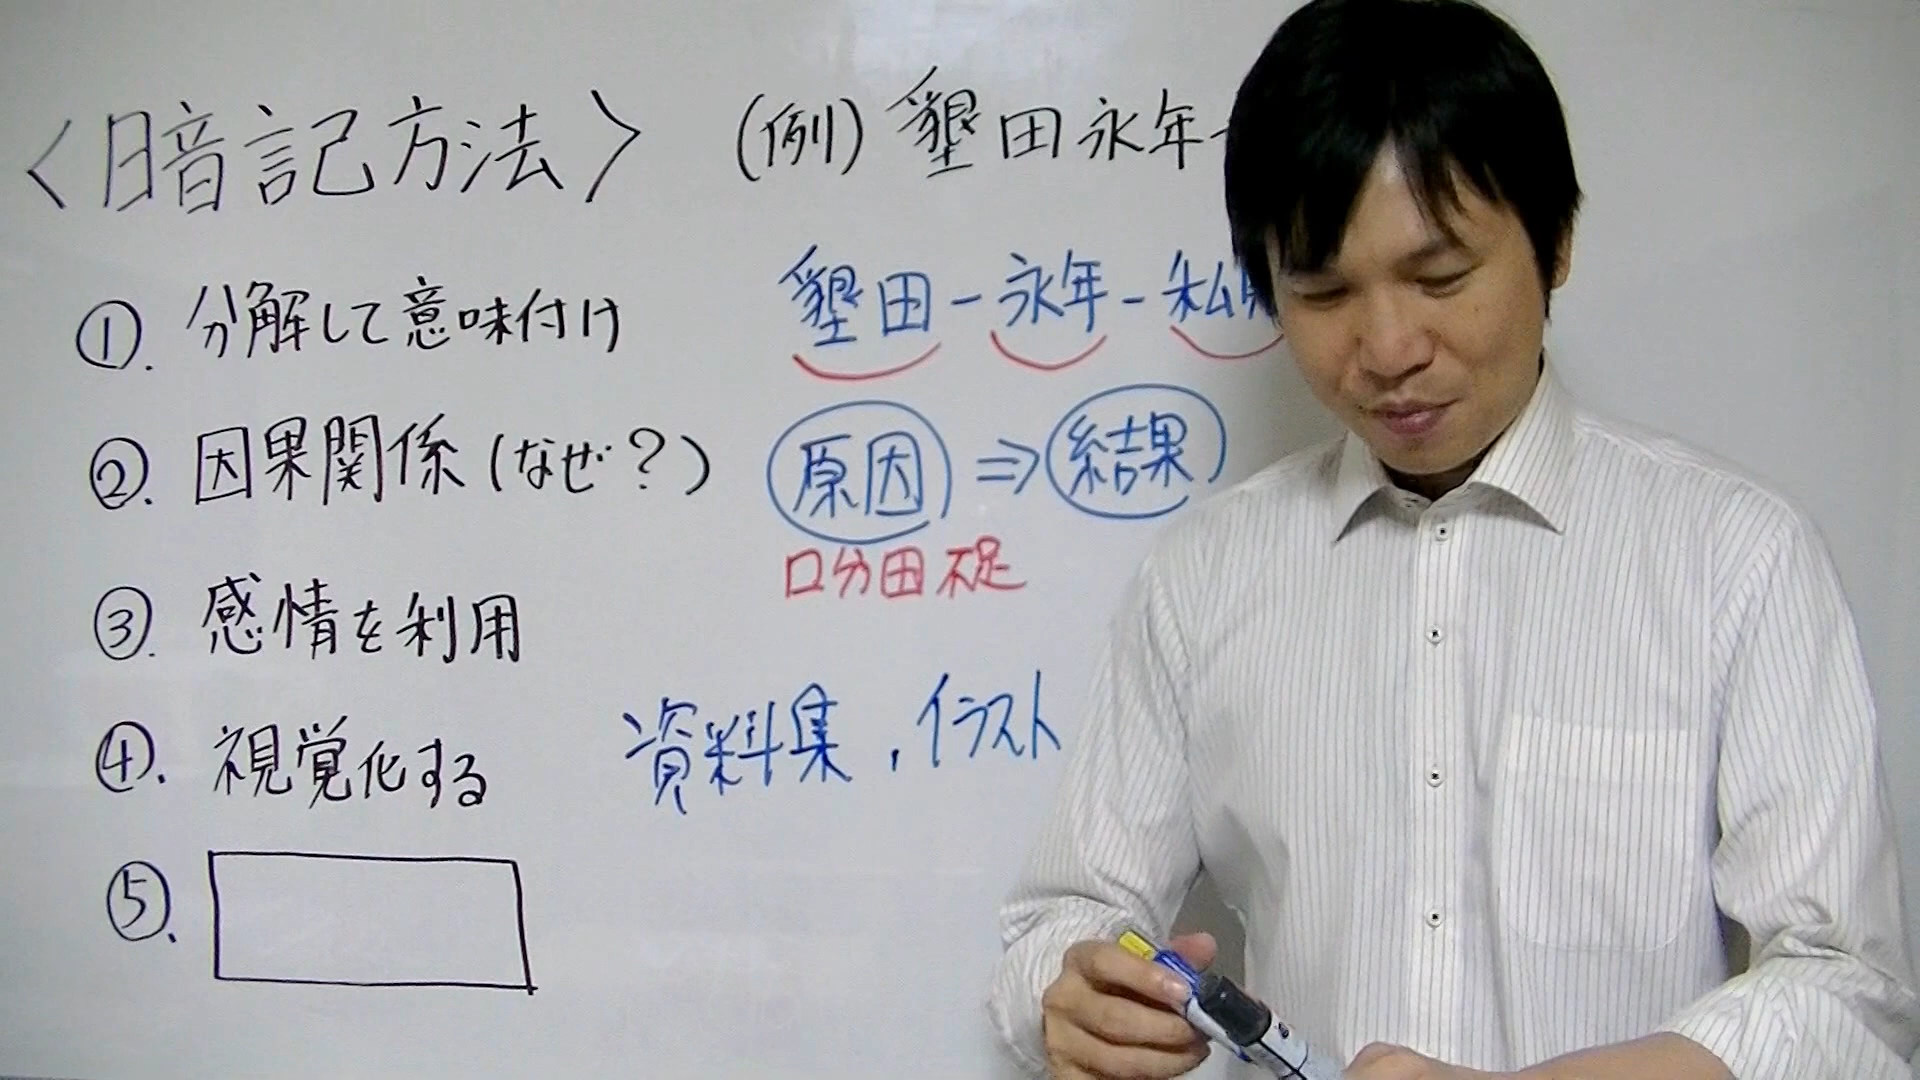 〈暗記方法〉 (例) 墾田永年
①. 分解して意味付け 墾田-永年-私
②. 因果関係(なぜ?) 原因⇒結果
口分田不足
③. 感情を利用
④. 視覚化する 資料集,イラスト
⑤.